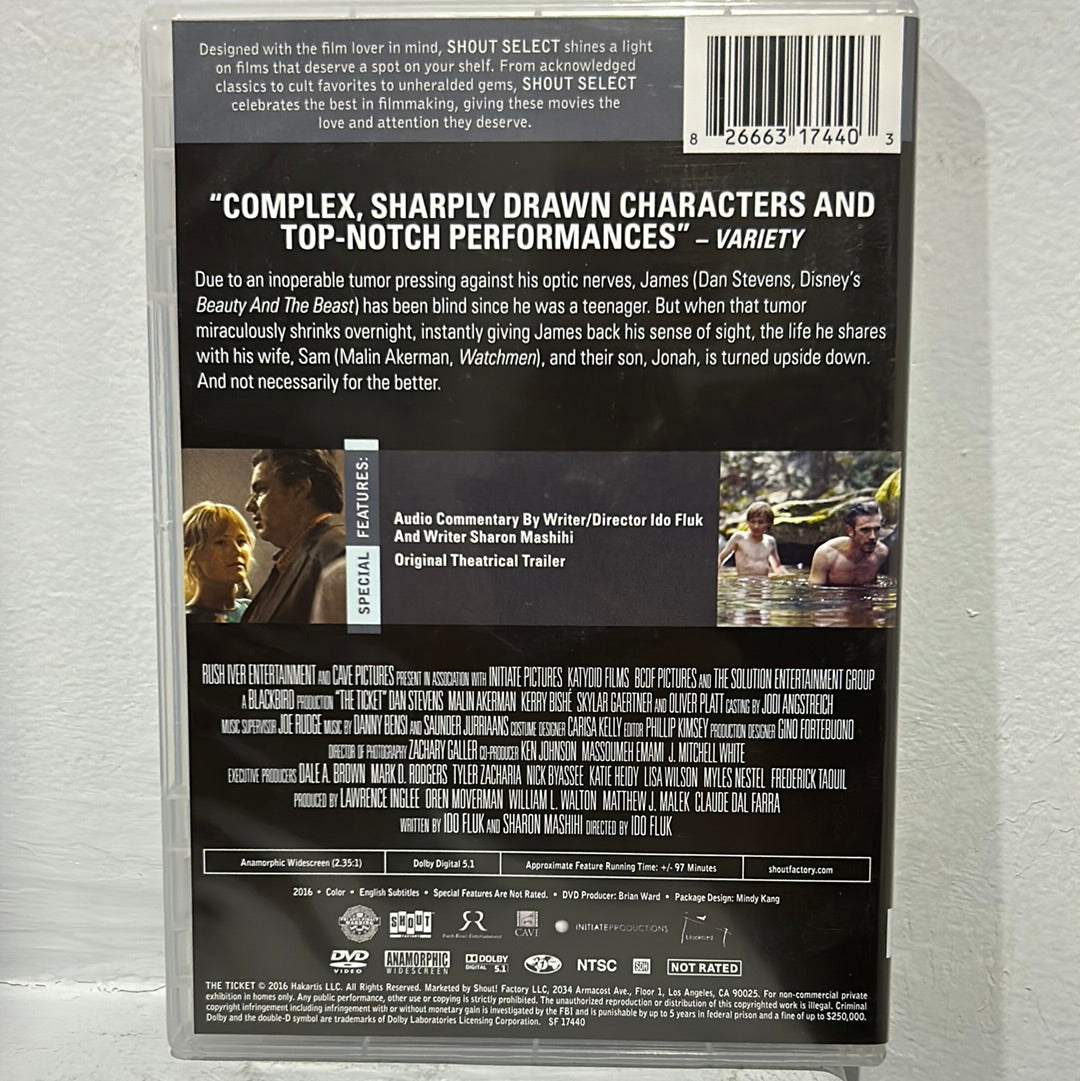 Designed with the film lover in mind, SHOUT SELECT shines a light
on films that deserve a spot on your shelf. From acknowledged
classics to cult favorites to unheralded gems, SHOUT SELECT
celebrates the best in filmmaking, giving these movies the
love and attention they deserve.
8 26663 17440 3
“COMPLEX, SHARPLY DRAWN CHARACTERS AND
TOP-NOTCH PERFORMANCES” – VARIETY
Due to an inoperable tumor pressing against his optic nerves, James (Dan Stevens, Disney’s
Beauty And The Beast) has been blind since he was a teenager. But when that tumor
miraculously shrinks overnight, instantly giving James back his sense of sight, the life he shares
with his wife, Sam (Malin Akerman, Watchmen), and their son, Jonah, is turned upside down.
And not necessarily for the better.
SPECIAL FEATURES:
Audio Commentary By Writer/Director Ido Fluk
And Writer Sharon Mashihi
Original Theatrical Trailer
RUSH IVER ENTERTAINMENT AND CAVE PICTURES PRESENT IN ASSOCIATION WITH INITIATE PICTURES KATYDID FILMS BCDF PICTURES AND THE SOLUTION ENTERTAINMENT GROUP
A BLACKBIRD PRODUCTION “THE TICKET” DAN STEVENS MALIN AKERMAN KERRY BISHÉ SKYLAR GAERTNER AND OLIVER PLATT CASTING BY JODI ANGSTREICH
MUSIC SUPERVISOR JOE RUDGE MUSIC BY DANNY BENSI AND SAUNDER JURRIAANS COSTUME DESIGNER CARISA KELLY EDITOR PHILLIP KIMSEY PRODUCTION DESIGNER GINO FORTEBUONO
DIRECTOR OF PHOTOGRAPHY ZACHARY GALLER CO-PRODUCER KEN JOHNSON MASSOUMEH EMAMI J. MITCHELL WHITE
EXECUTIVE PRODUCERS DALE A. BROWN MARK D. RODGERS TYLER ZACHARIA NICK BYASSEE KATIE HEIDY LISA WILSON MYLES NESTEL FREDERICK TAQUIL
PRODUCED BY LAWRENCE INGLEE OREN MOVERMAN WILLIAM L. WALTON MATTHEW J. MALEK CLAUDE DAL FARRA
WRITTEN BY IDO FLUK AND SHARON MASHIHI DIRECTED BY IDO FLUK
Anamorphic Widescreen (2.35:1) Dolby Digital 5.1 Approximate Feature Running Time: +/- 97 Minutes shoutfactory.com
2016 • Color • English Subtitles • Special Features Are Not Rated. • DVD Producer: Brian Ward • Package Design: Mindy Kang
SHOUT CAVE INITIATEPRODUCTIONS blackbird
DVD VIDEO ANAMORPHIC WIDESCREEN DOLBY DIGITAL 5.1 1 NTSC SDH NOT RATED
THE TICKET © 2016 Hakartis LLC. All Rights Reserved. Marketed by Shout! Factory LLC, 2034 Armacost Ave., Floor 1, Los Angeles, CA 90025. For non-commercial private
exhibition in homes only. Any public performance, other use or copying is strictly prohibited. The unauthorized reproduction or distribution of this copyrighted work is illegal. Criminal
copyright infringement including infringement with or without monetary gain is investigated by the FBI and is punishable by up to 5 years in federal prison and a fine of up to $250,000.
Dolby and the double-D symbol are trademarks of Dolby Laboratories Licensing Corporation. SF 17440